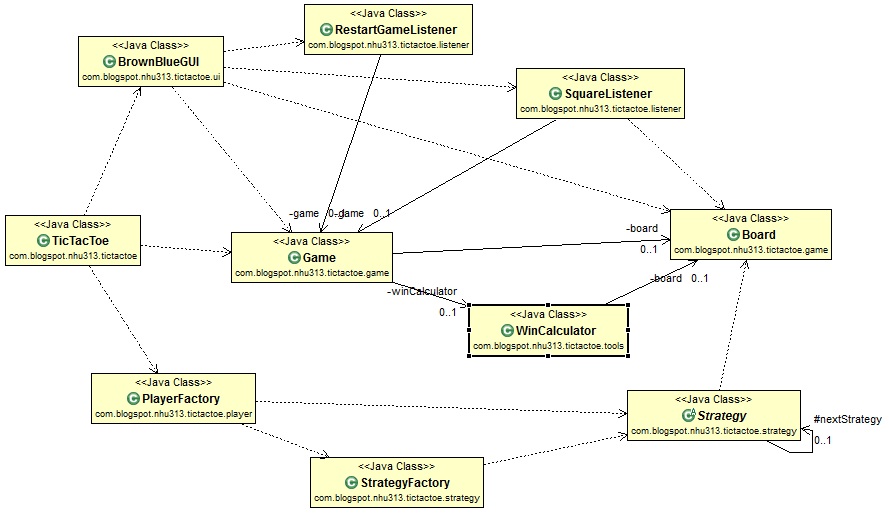 <<Java Class>>
RestartGameListener
com.blogspot.nhu313.tictactoe.listener
<<Java Class>>
BrownBlueGUI
com.blogspot.nhu313.tictactoe.ui
<<Java Class>>
SquareListener
com.blogspot.nhu313.tictactoe.listener
-game
0..1
-game
0..1
<<Java Class>>
TicTacToe
com.blogspot.nhu313.tictactoe
<<Java Class>>
Game
com.blogspot.nhu313.tictactoe.game
-board
0..1
<<Java Class>>
Board
com.blogspot.nhu313.tictactoe.game
-winCalculator
0..1
-board
0..1
<<Java Class>>
WinCalculator
com.blogspot.nhu313.tictactoe.tools
<<Java Class>>
PlayerFactory
com.blogspot.nhu313.tictactoe.player
<<Java Class>>
Strategy
com.blogspot.nhu313.tictactoe.strategy
#nextStrategy
0..1
<<Java Class>>
StrategyFactory
com.blogspot.nhu313.tictactoe.strategy